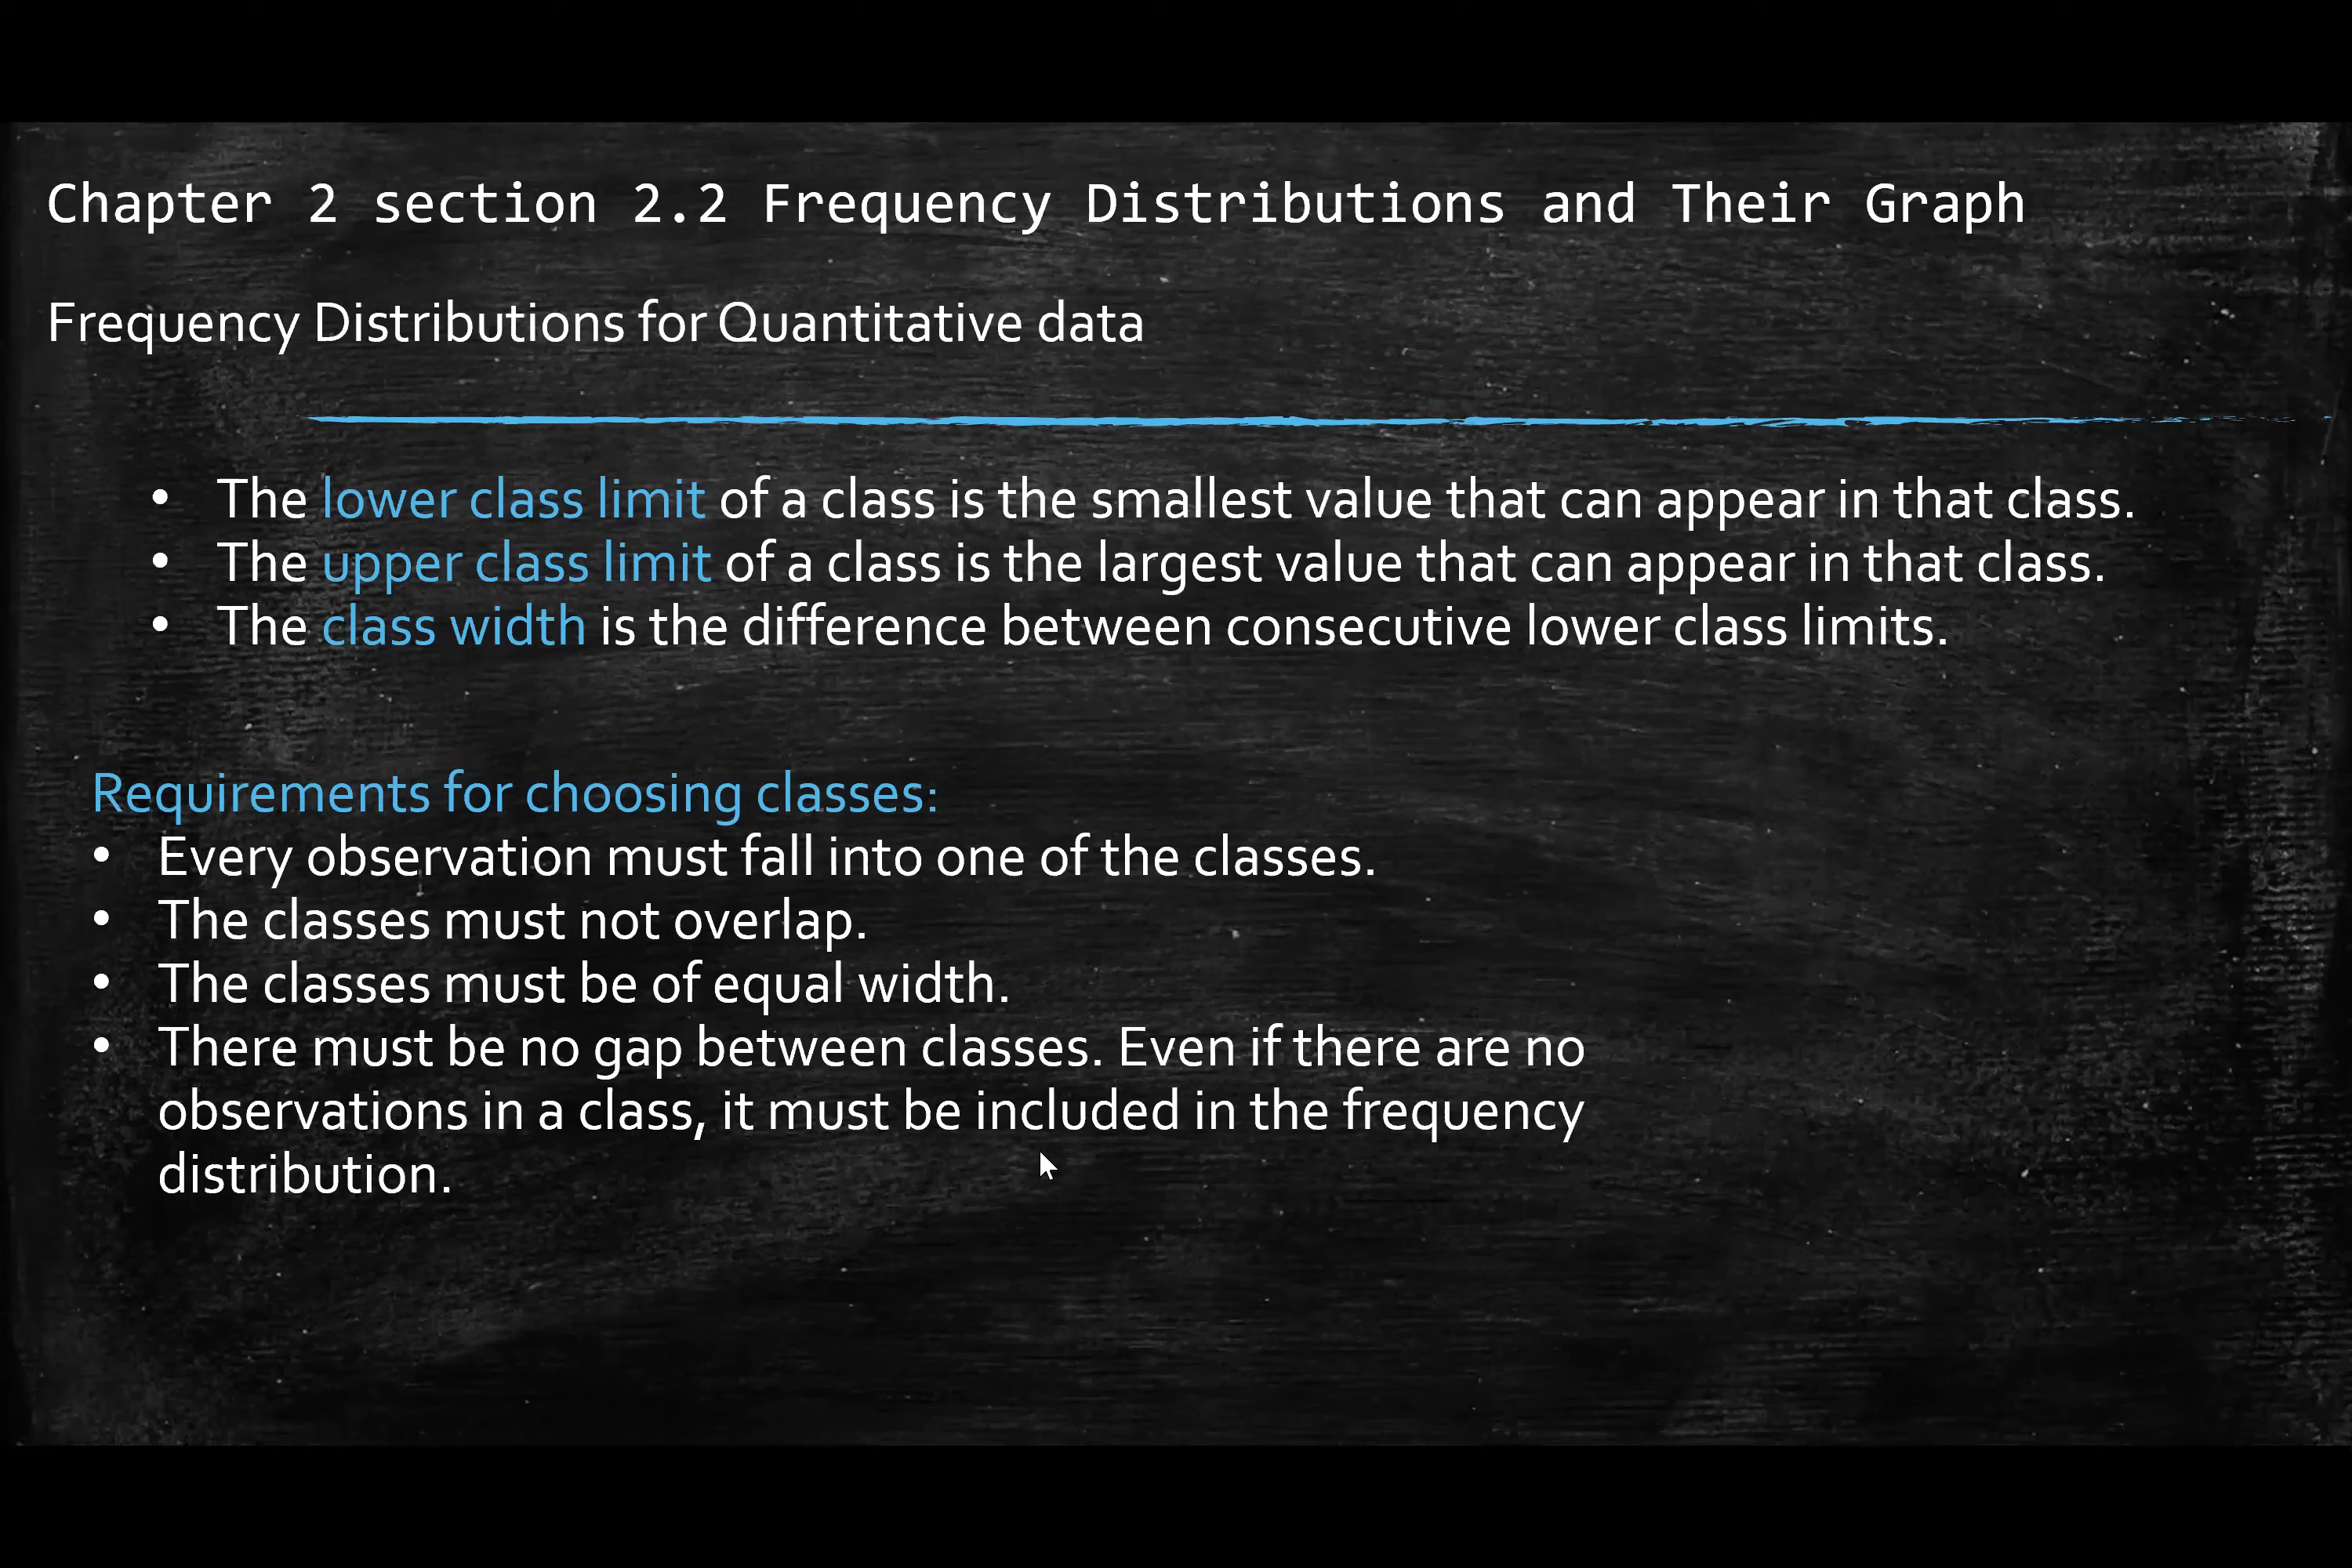 Chapter 2 section 2.2 Frequency Distributions and Their Graph
Frequency Distributions for Quantitative data
• The lower class limit of a class is the smallest value that can appear in that class.
• The upper class limit of a class is the largest value that can appear in that class.
• The class width is the difference between consecutive lower class limits.
Requirements for choosing classes:
• Every observation must fall into one of the classes.
• The classes must not overlap.
• The classes must be of equal width.
• There must be no gap between classes. Even if there are no
observations in a class, it must be included in the frequency
distribution.